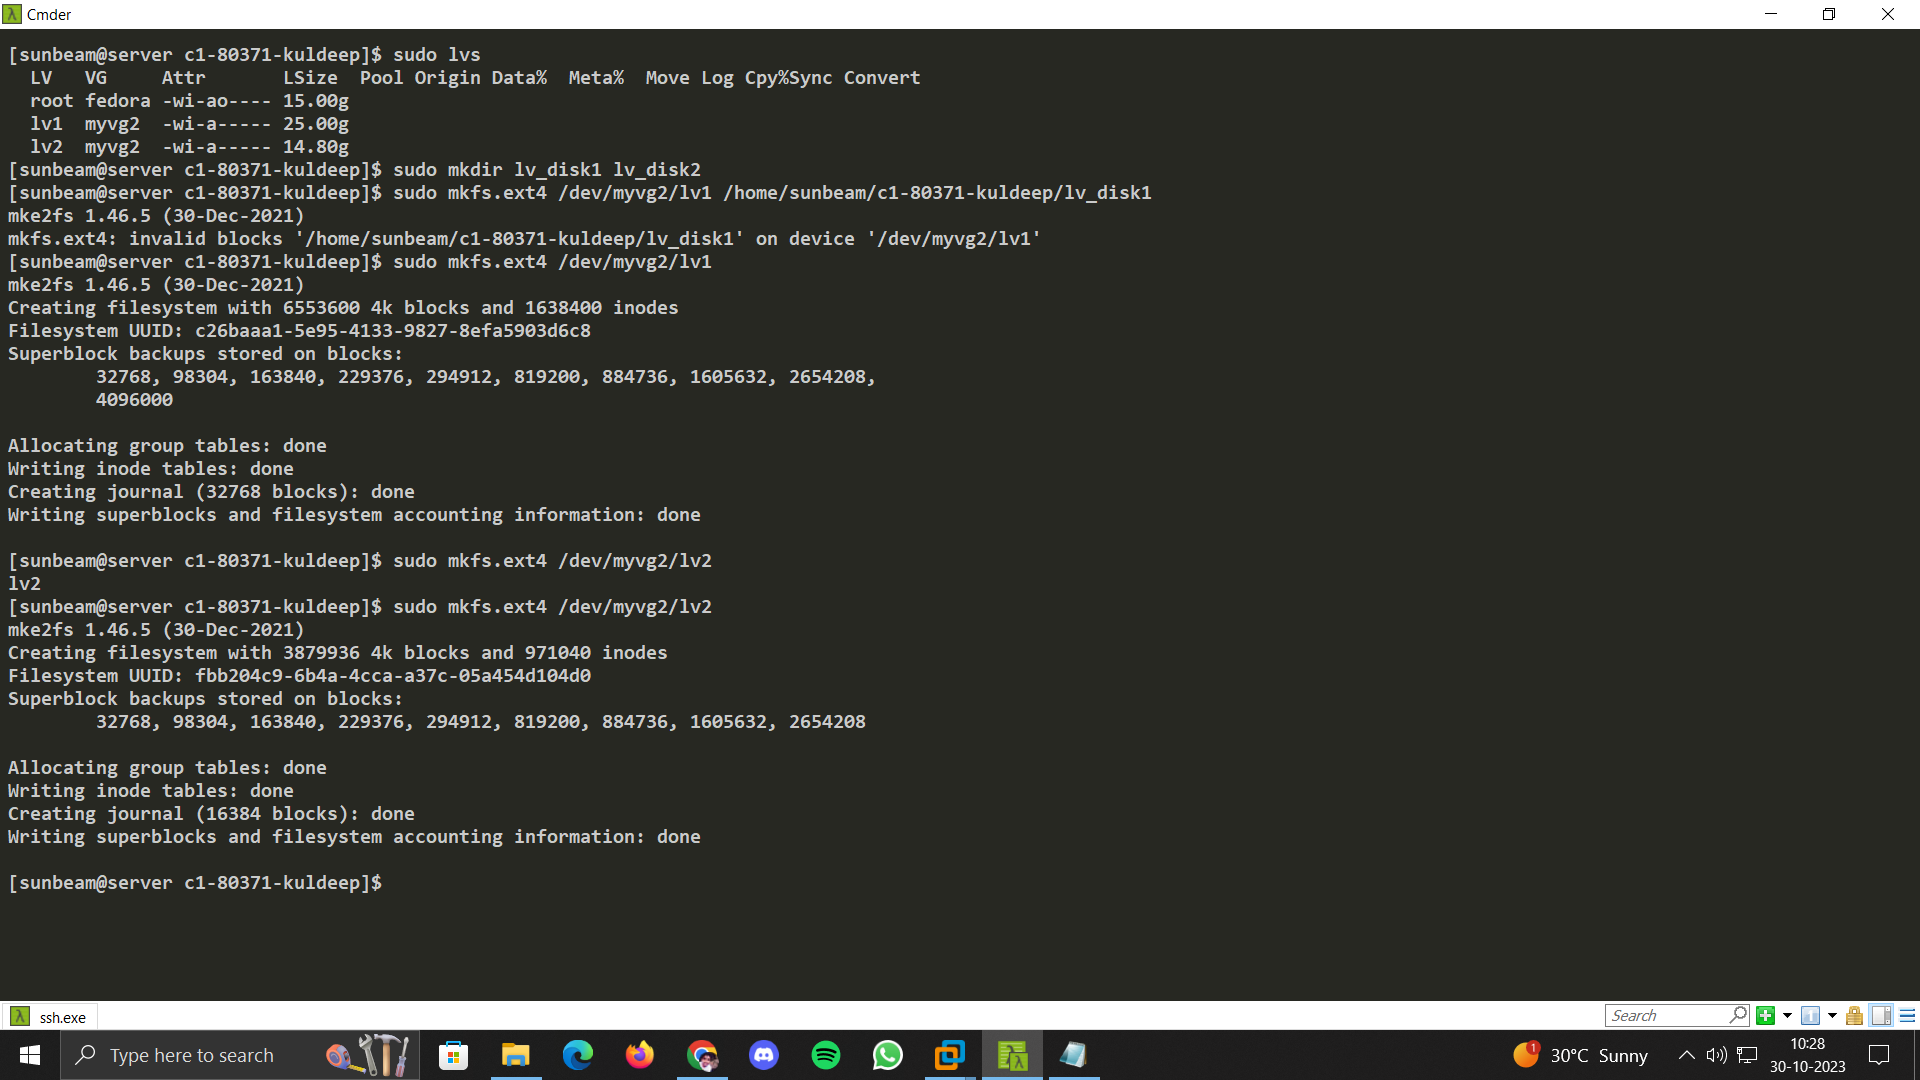 Cmder
[sunbeam@server c1-80371-kuldeep]$ sudo lvs
  LV   VG     Attr       LSize  Pool Origin Data%  Meta%  Move Log Cpy%Sync Convert
  root fedora -wi-ao---- 15.00g
  lv1  myvg2  -wi-a----- 25.00g
  lv2  myvg2  -wi-a----- 14.80g
[sunbeam@server c1-80371-kuldeep]$ sudo mkdir lv_disk1 lv_disk2
[sunbeam@server c1-80371-kuldeep]$ sudo mkfs.ext4 /dev/myvg2/lv1 /home/sunbeam/c1-80371-kuldeep/lv_disk1
mke2fs 1.46.5 (30-Dec-2021)
mkfs.ext4: invalid blocks '/home/sunbeam/c1-80371-kuldeep/lv_disk1' on device '/dev/myvg2/lv1'
[sunbeam@server c1-80371-kuldeep]$ sudo mkfs.ext4 /dev/myvg2/lv1
mke2fs 1.46.5 (30-Dec-2021)
Creating filesystem with 6553600 4k blocks and 1638400 inodes
Filesystem UUID: c26baaa1-5e95-4133-9827-8efa5903d6c8
Superblock backups stored on blocks:
        32768, 98304, 163840, 229376, 294912, 819200, 884736, 1605632, 2654208,
        4096000
Allocating group tables: done
Writing inode tables: done
Creating journal (32768 blocks): done
Writing superblocks and filesystem accounting information: done
[sunbeam@server c1-80371-kuldeep]$ sudo mkfs.ext4 /dev/myvg2/lv2
lv2
[sunbeam@server c1-80371-kuldeep]$ sudo mkfs.ext4 /dev/myvg2/lv2
mke2fs 1.46.5 (30-Dec-2021)
Creating filesystem with 3879936 4k blocks and 971040 inodes
Filesystem UUID: fbb204c9-6b4a-4cca-a37c-05a454d104d0
Superblock backups stored on blocks:
        32768, 98304, 163840, 229376, 294912, 819200, 884736, 1605632, 2654208
Allocating group tables: done
Writing inode tables: done
Creating journal (16384 blocks): done
Writing superblocks and filesystem accounting information: done
[sunbeam@server c1-80371-kuldeep]$
ssh.exe
Search
Type here to search
1
30°C Sunny
10:28
30-10-2023